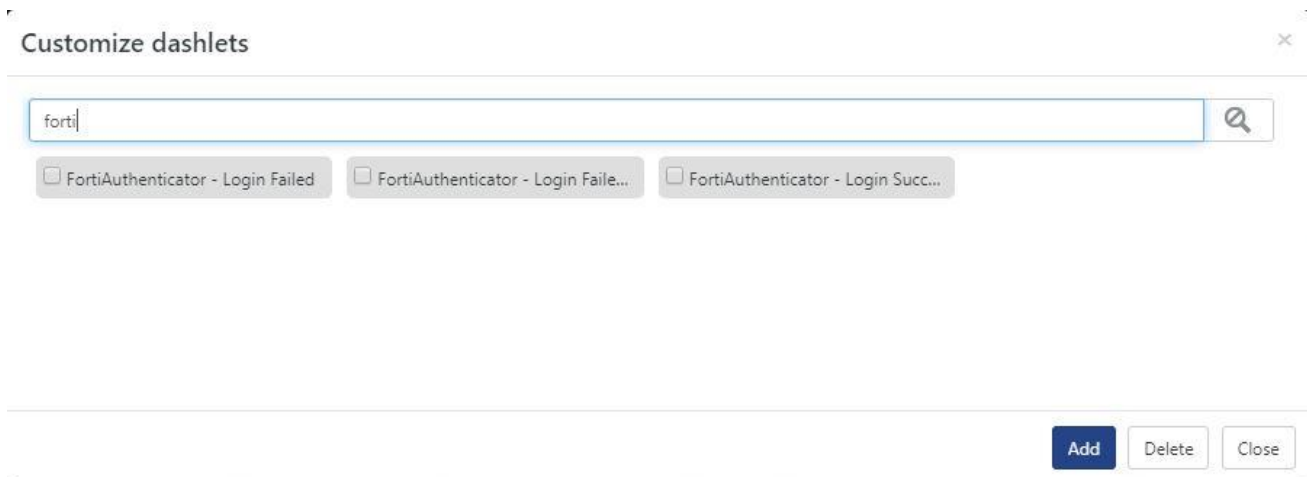 Customize dashlets
forti
FortiAuthenticator - Login Failed FortiAuthenticator - Login Faile... FortiAuthenticator - Login Succ...
Add Delete Close